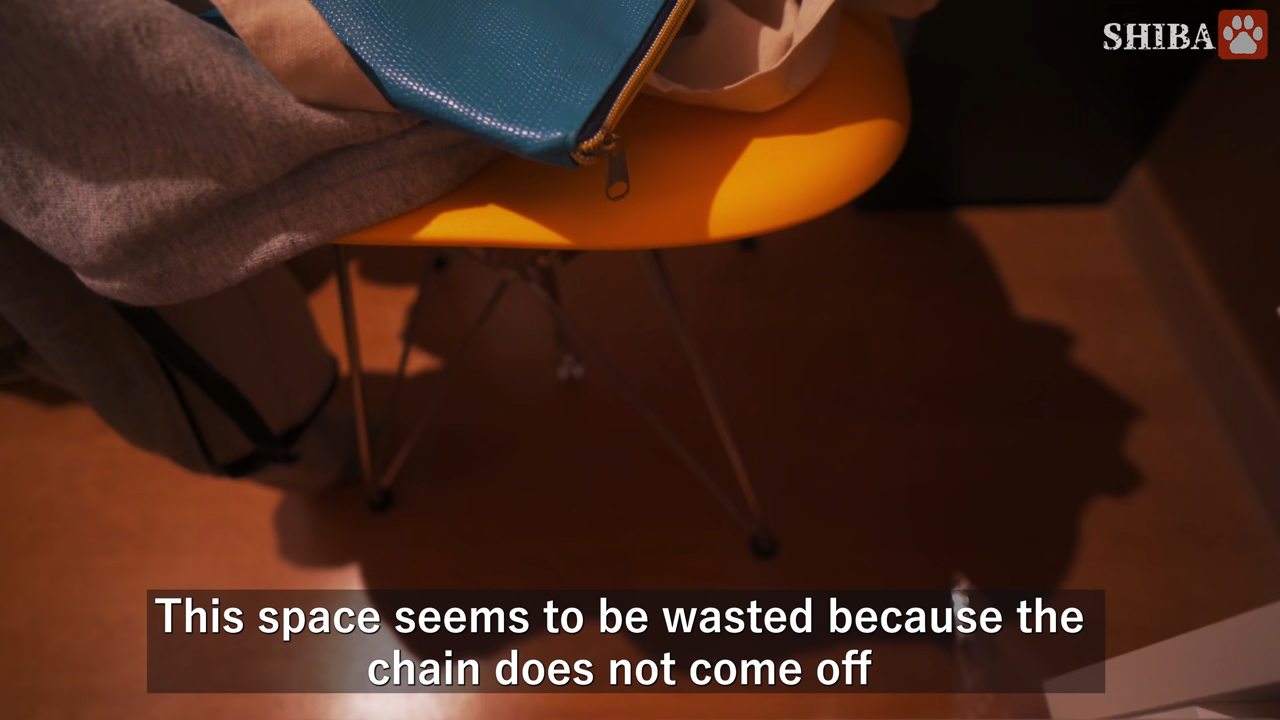 SHIBA
This space seems to be wasted because the
chain does not come off